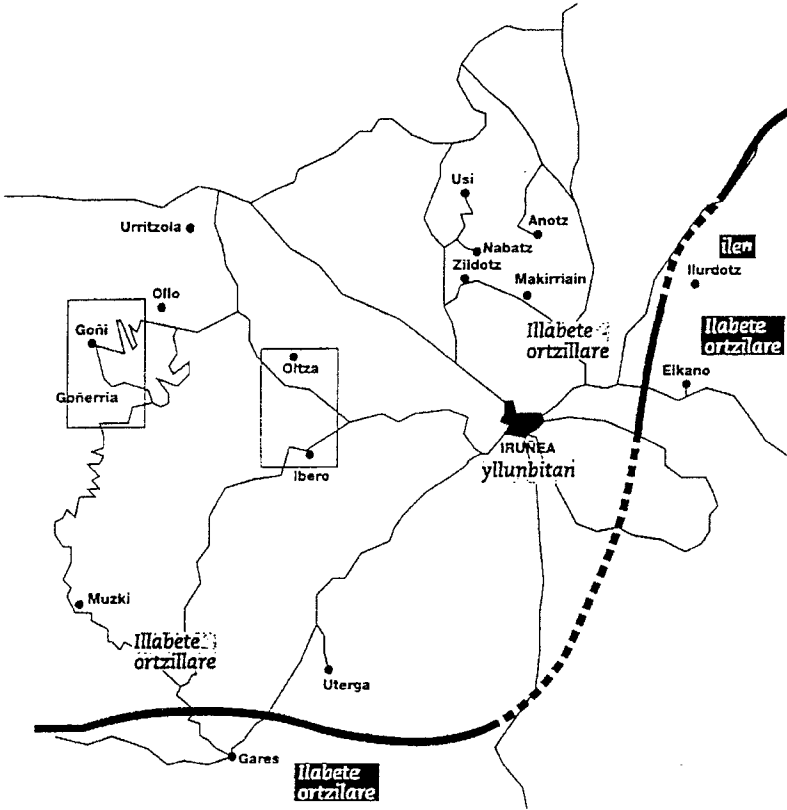 Usi
Urritzola
Anotz
Nabatz
ilen
Zildotz
Ilurdotz
Makirriain
Ollo
Illabete
ortzillare
Ilabete
ortzilare
Goñi
Oltza
Elkano
Goñerria
IRUÑEA
yllunbitari
Ibero
Muzki
Illabete
ortzillare
Uterga
Gares
Ilabete
ortzilare